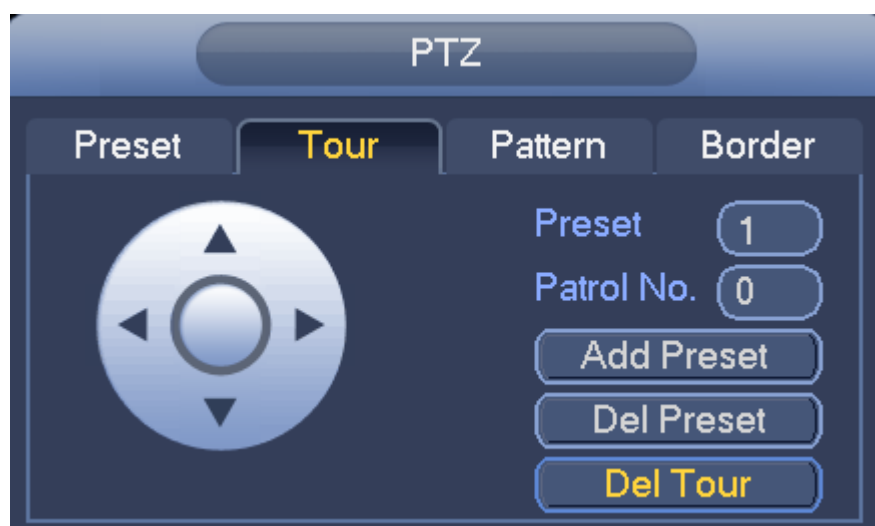 PTZ
Preset Tour Pattern Border
Preset 1
Patrol No. 0
Add Preset
Del Preset
Del Tour